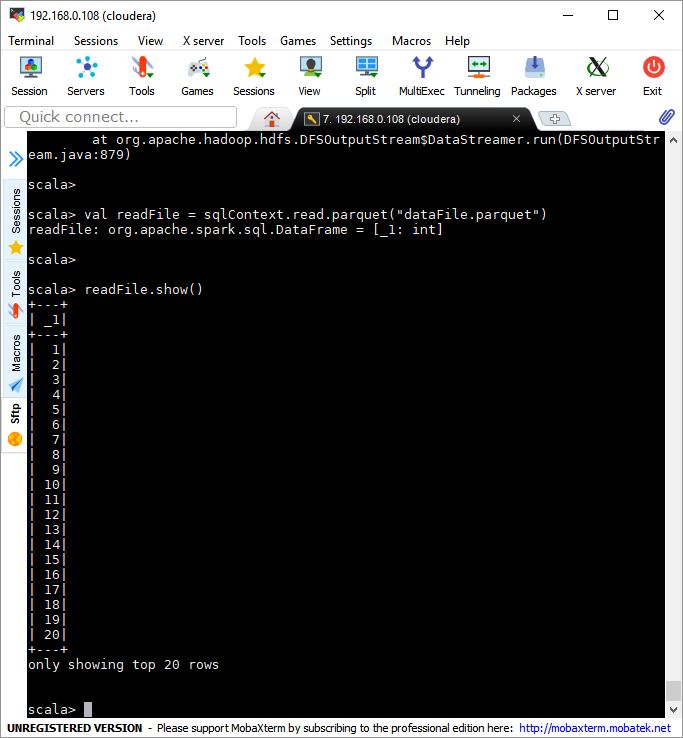 192.168.0.108 (cloudera)
Terminal Sessions View X server Tools Games Settings Macros Help
Session Servers Tools Games Sessions View Split MultiExec Tunneling Packages X server Exit
Quick connect...
7. 192.168.0.108 (cloudera)
        at org.apache.hadoop.hdfs.DFSOutputStream$DataStreamer.run(DFSOutputStr
eam.java:879)
scala>
scala> val readFile = sqlContext.read.parquet("dataFile.parquet")
readFile: org.apache.spark.sql.DataFrame = [_1: int]
scala>
scala> readFile.show()
+---+
| _1|
+---+
|  1|
|  2|
|  3|
|  4|
|  5|
|  6|
|  7|
|  8|
|  9|
| 10|
| 11|
| 12|
| 13|
| 14|
| 15|
| 16|
| 17|
| 18|
| 19|
| 20|
+---+
only showing top 20 rows
scala>
Sessions
Tools
Macros
Sftp
UNREGISTERED VERSION - Please support MobaXterm by subscribing to the professional edition here: http://mobaxterm.mobatek.net